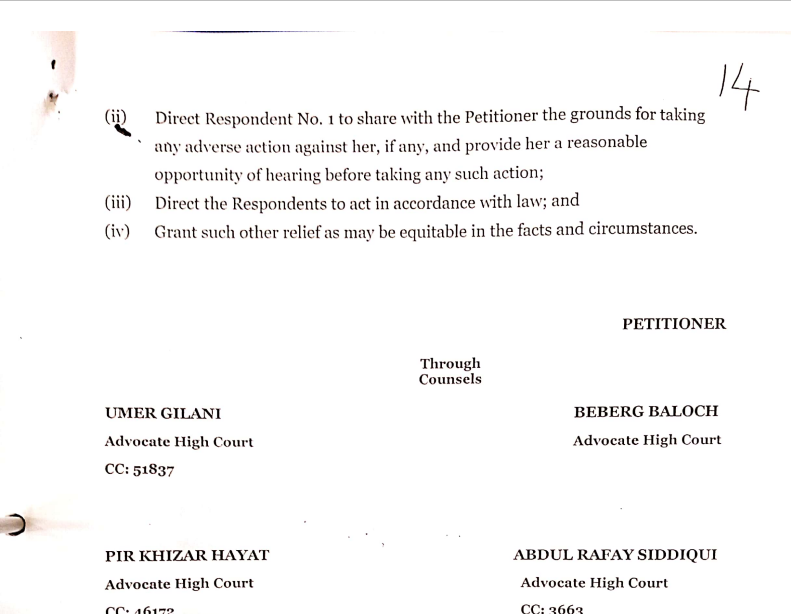 14
(ii) Direct Respondent No. 1 to share with the Petitioner the grounds for taking
any adverse action against her, if any, and provide her a reasonable
opportunity of hearing before taking any such action;
(iii) Direct the Respondents to act in accordance with law; and
(iv) Grant such other relief as may be equitable in the facts and circumstances.
PETITIONER
Through
Counsels
UMER GILANI BEBERG BALOCH
Advocate High Court Advocate High Court
CC: 51837
PIR KHIZAR HAYAT ABDUL RAFAY SIDDIQUI
Advocate High Court Advocate High Court
CC: 46172 CC: 3663